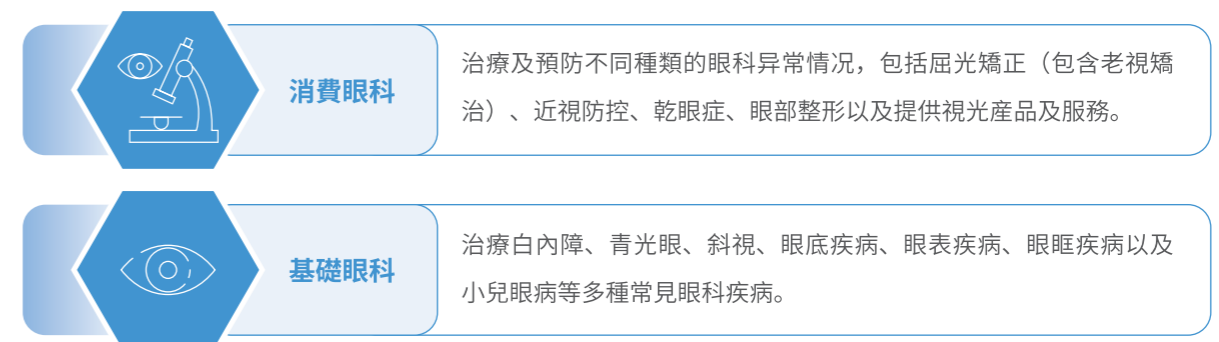 消費眼科
治療及預防不同種類的眼科异常情况，包括屈光矯正（包含老視矯
治）、近視防控、乾眼症、眼部整形以及提供視光産品及服務。
基礎眼科
治療白內障、青光眼、斜視、眼底疾病、眼表疾病、眼眶疾病以及
小兒眼病等多種常見眼科疾病。